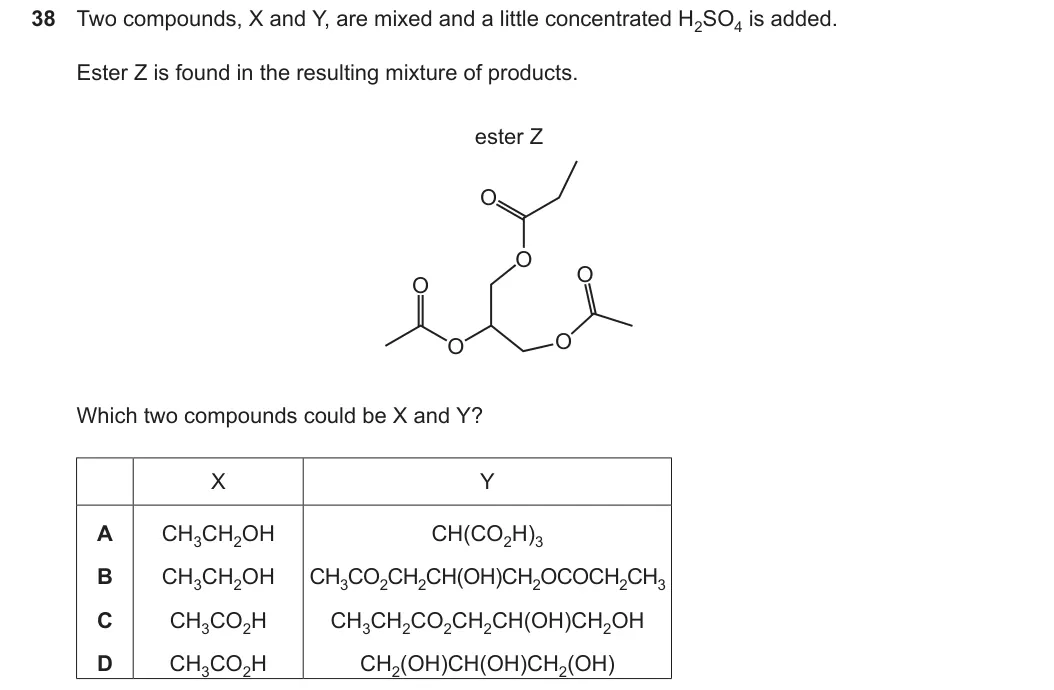 38 Two compounds, X and Y, are mixed and a little concentrated H₂SO₄ is added.
Ester Z is found in the resulting mixture of products.
ester Z
O
O
O
O
O
O
Which two compounds could be X and Y?
X Y
A CH₃CH₂OH CH(CO₂H)₃
B CH₃CH₂OH CH₃CO₂CH₂CH(OH)CH₂OCOCH₂CH₃
C CH₃CO₂H CH₃CH₂CO₂CH₂CH(OH)CH₂OH
D CH₃CO₂H CH₂(OH)CH(OH)CH₂(OH)